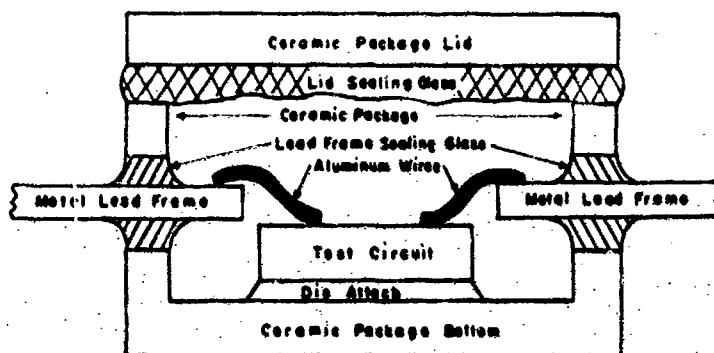 Ceramic Package Lid
Lid Sealing Glass
Ceramic Package
Lead Frame Sealing Glass
Aluminum Wires
Metal Lead Frame
Metal Lead Frame
Test Circuit
Die Attach
Ceramic Package Bottom